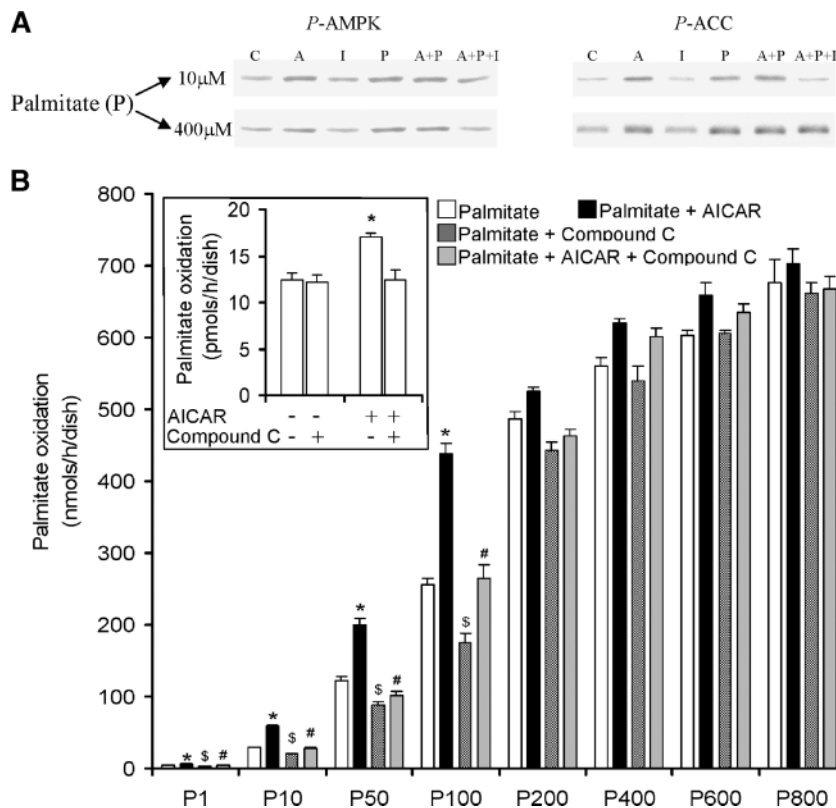 A
P-AMPK P-ACC
C A I P A+P A+P+I C A I P A+P A+P+I
10µM
Palmitate (P)
400µM
B
800
700
600
500
400
300
200
100
0
Palmitate oxidation
(nmols/h/dish)
20
15
10
5
0
Palmitate oxidation
(pmols/h/dish)
*
AICAR - - + +
Compound C - + - +
Palmitate Palmitate + AICAR
Palmitate + Compound C
Palmitate + AICAR + Compound C
* $ #
* $ #
* $ #
* $ #
P1 P10 P50 P100 P200 P400 P600 P800